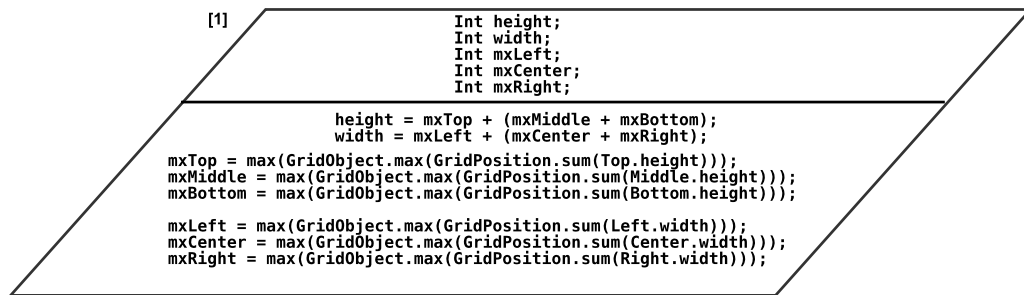 [1]
Int height;
Int width;
Int mxLeft;
Int mxCenter;
Int mxRight;
height = mxTop + (mxMiddle + mxBottom);
width = mxLeft + (mxCenter + mxRight);
mxTop = max(GridObject.max(GridPosition.sum(Top.height)));
mxMiddle = max(GridObject.max(GridPosition.sum(Middle.height)));
mxBottom = max(GridObject.max(GridPosition.sum(Bottom.height)));
mxLeft = max(GridObject.max(GridPosition.sum(Left.width)));
mxCenter = max(GridObject.max(GridPosition.sum(Center.width)));
mxRight = max(GridObject.max(GridPosition.sum(Right.width)));